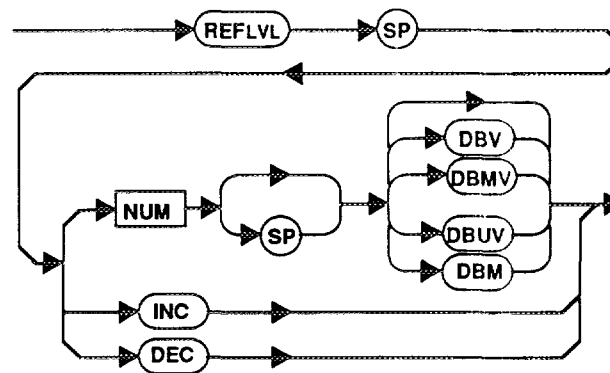 REFLVL SP
DBV
DBMV
NUM
SP
DBUV
DBM
INC
DEC